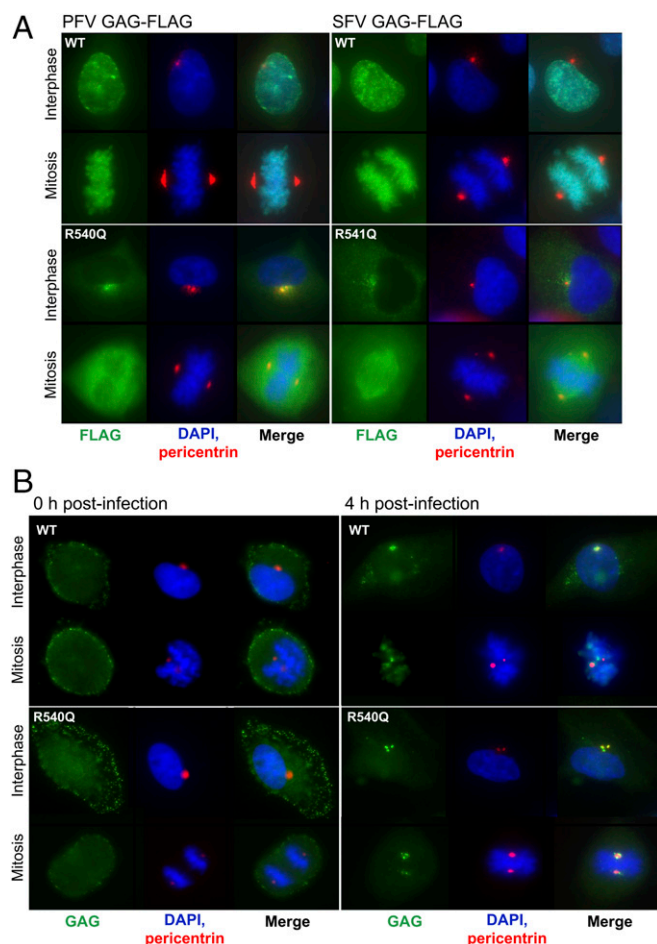 A
PFV GAG-FLAG
SFV GAG-FLAG
WT
WT
Interphase
Mitosis
R540Q
R541Q
Interphase
Mitosis
FLAG
DAPI,
pericentrin
Merge
FLAG
DAPI,
pericentrin
Merge
B
0 h post-infection
4 h post-infection
WT
WT
Interphase
Mitosis
R540Q
R540Q
Interphase
Mitosis
GAG
DAPI,
pericentrin
Merge
GAG
DAPI,
pericentrin
Merge